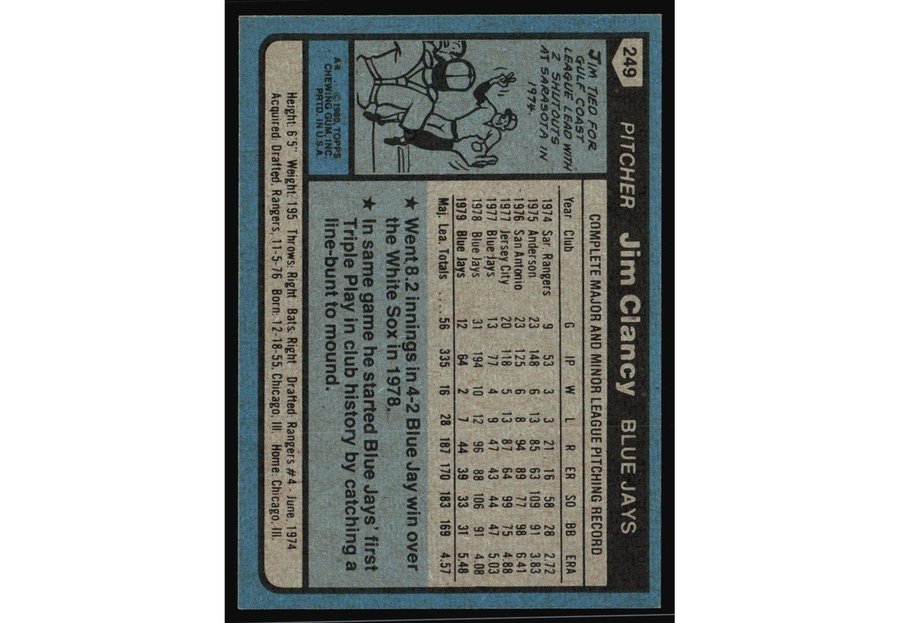 249 PITCHER Jim Clancy BLUE JAYS
JIM TIED FOR
GULF COAST
LEAGUE LEAD WITH
2 SHUTOUTS
AT SARASOTA IN
1974.
A*
© 1980, TOPPS
CHEWING GUM, INC.
PRTD. IN U.S.A.
COMPLETE MAJOR AND MINOR LEAGUE PITCHING RECORD
Year Club G IP W L R ER SO BB ERA
1974 Sar. Rangers 9 53 3 3 21 16 58 28 2.72
1975 Anderson 23 148 6 13 85 63 109 91 3.83
1976 San Antonio 23 125 6 8 94 89 77 98 6.41
1977 Jersey City 20 118 5 13 87 64 99 75 4.88
1977 Blue Jays 13 77 4 9 47 43 44 47 5.03
1978 Blue Jays 31 194 10 12 96 88 106 91 4.08
1979 Blue Jays 12 64 2 7 44 39 33 31 5.48
Maj. Lea. Totals .... 56 335 16 28 187 170 183 169 4.57
★ Went 8.2 innings in 4-2 Blue Jay win over
the White Sox in 1978.
★ In same game he started Blue Jays' first
Triple Play in club history by catching a
line-bunt to mound.
Height: 6'5" Weight: 195 Throws: Right Bats: Right Drafted: Rangers #4 - June, 1974
Acquired: Drafted, Rangers, 11-5-76 Born: 12-18-55, Chicago, Ill. Home: Chicago, Ill.